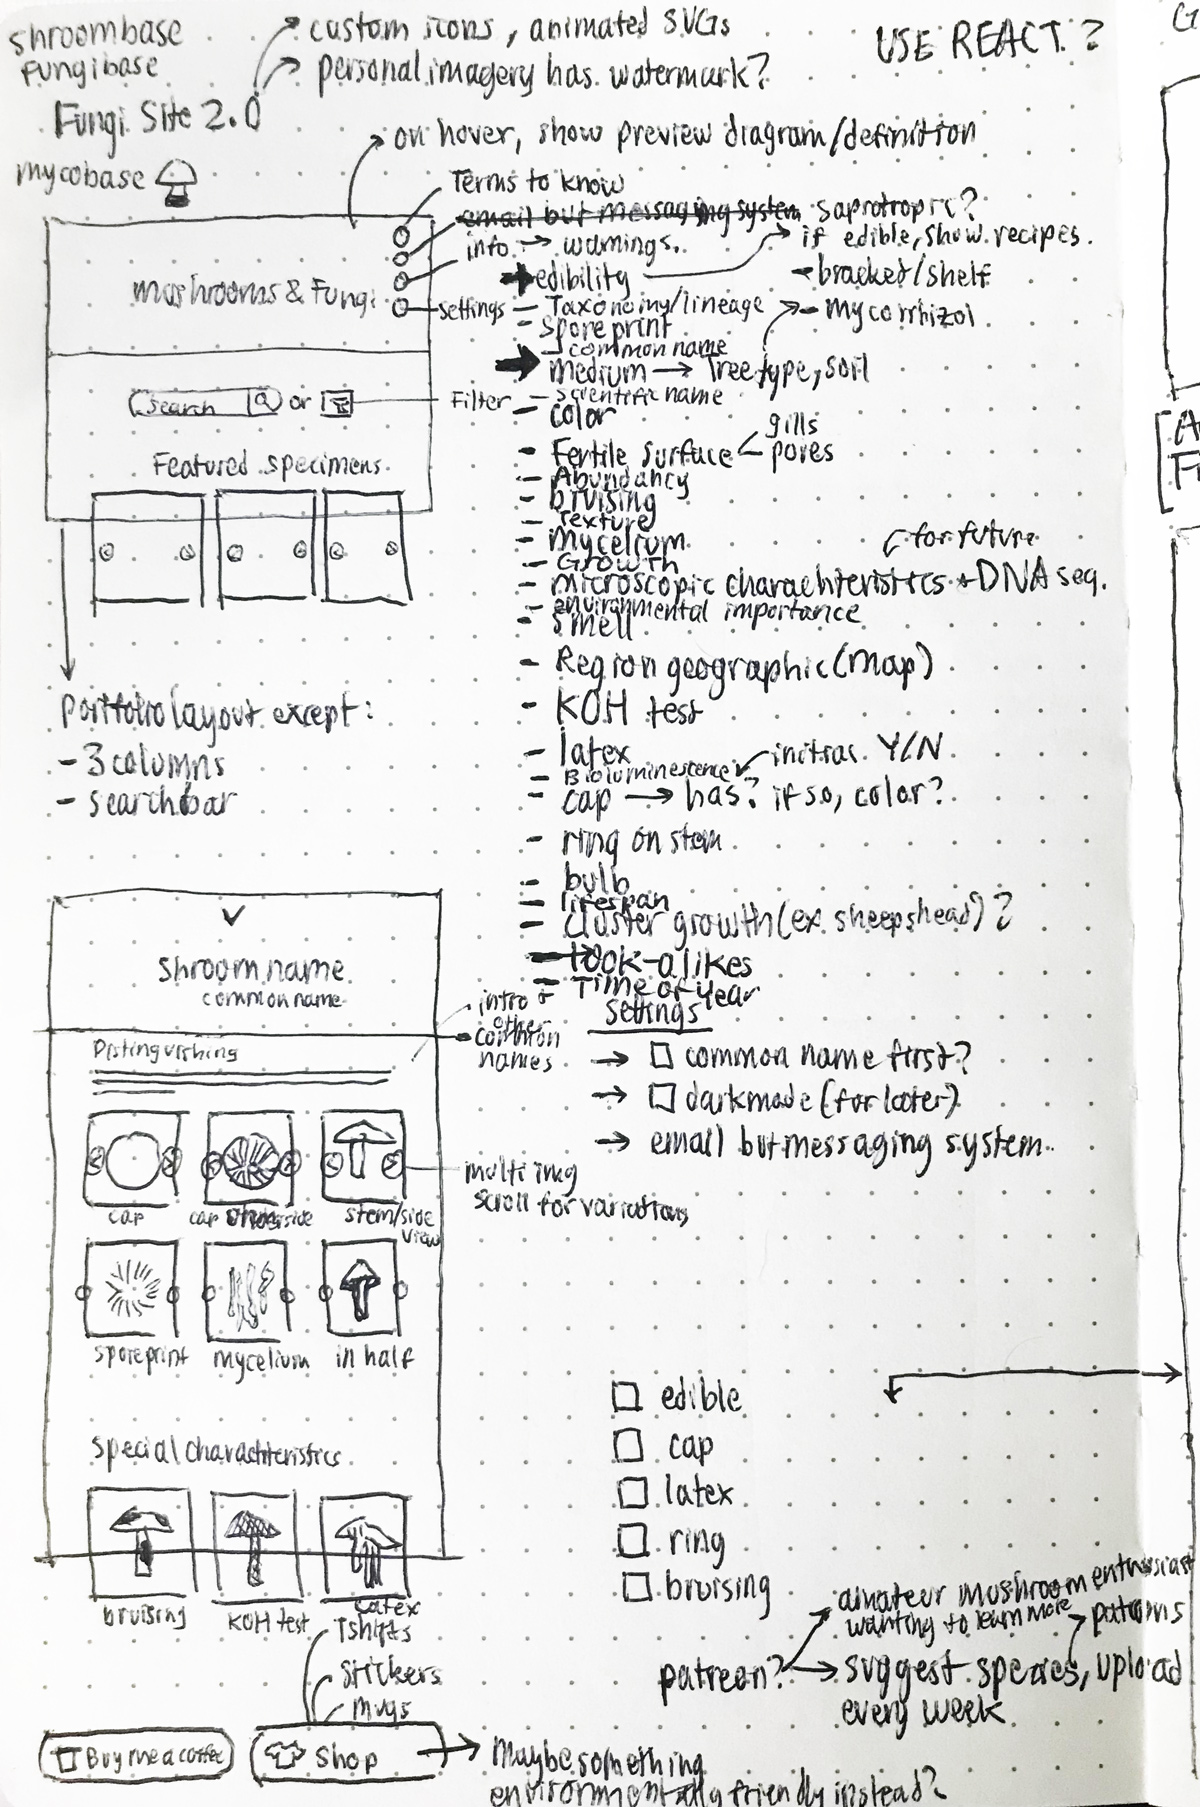 shroombase
Fungibase
Fungi Site 2.0
mycobase
custom icons, animated SVGs
personal imagery has watermark?
USE REACT?
on hover, show preview diagram/definition
Terms to know
email but messaging system
info → warnings
settings
mushrooms & Fungi
search
or
Filter
Featured specimens
saprotropic?
edibility
if edible, show recipes
- bracket/shelf
- mycorrhizol
- Taxonomy/lineage
- spore print
- common name
medium → Tree type, soil
- scientific name
- color
- Fertile surface
gills
pores
- Abundancy
- bruising
- Texture
- mycelium
- Growth
for future
- microscopic charachteristics + DNA seq.
- environmental importance
- smell
- Region geographic (map)
- KOH test
- latex
- Bioluminescence
initial Y/N
- cap → has? if so, color?
- ring on stem
- bulb
- lifespan
- cluster growth (ex. sheepshead)?
- look-alikes
- Time of Year
portfolio layout except:
- 3 columns
- searchbar
shroom name
common name
intro +
other
common
names
Distinguishing
cap
cap underside
stem/side
view
multi img
scroll for variations
sporeprint
mycelium
in half
special charachteristics
bruising
KOH test
Latex
settings
→ common name first?
→ darkmode (for later)
→ email but messaging system
edible
cap
latex
ring
bruising
amateur mushroom enthusiast
wanting to learn more
patrons
patreon? → suggest species, upload
every week
Tshirts
stickers
mugs
Buy me a coffee
Shop
maybe something
environmentally friendly instead?